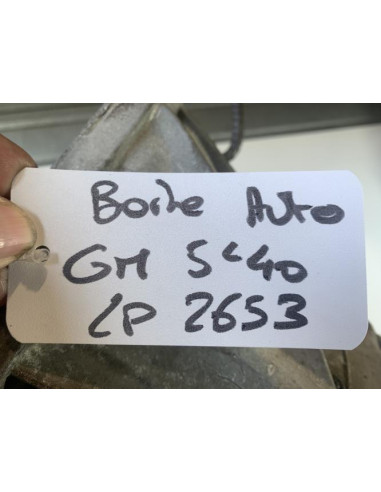 Boite Auto
GM 5L40
LP 2653